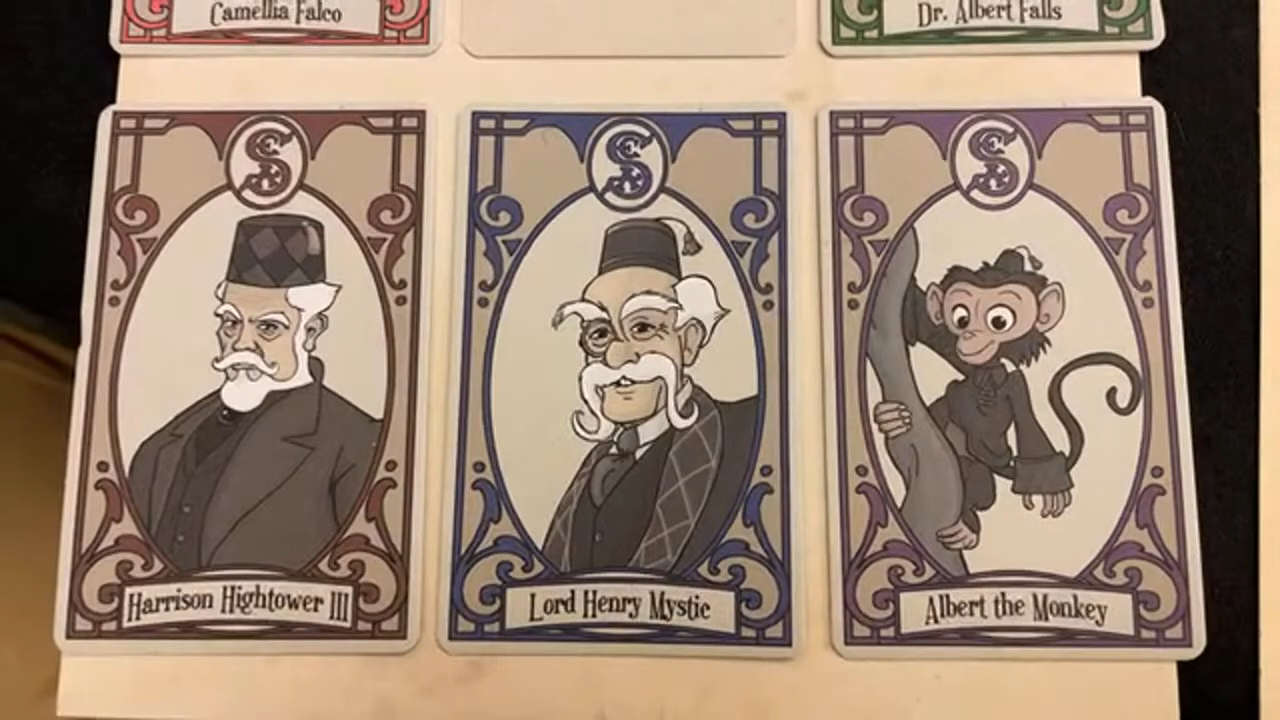 Camellia Falco
Dr. Albert Falls
Harrison Hightower III
Lord Henry Mystic
Albert the Monkey